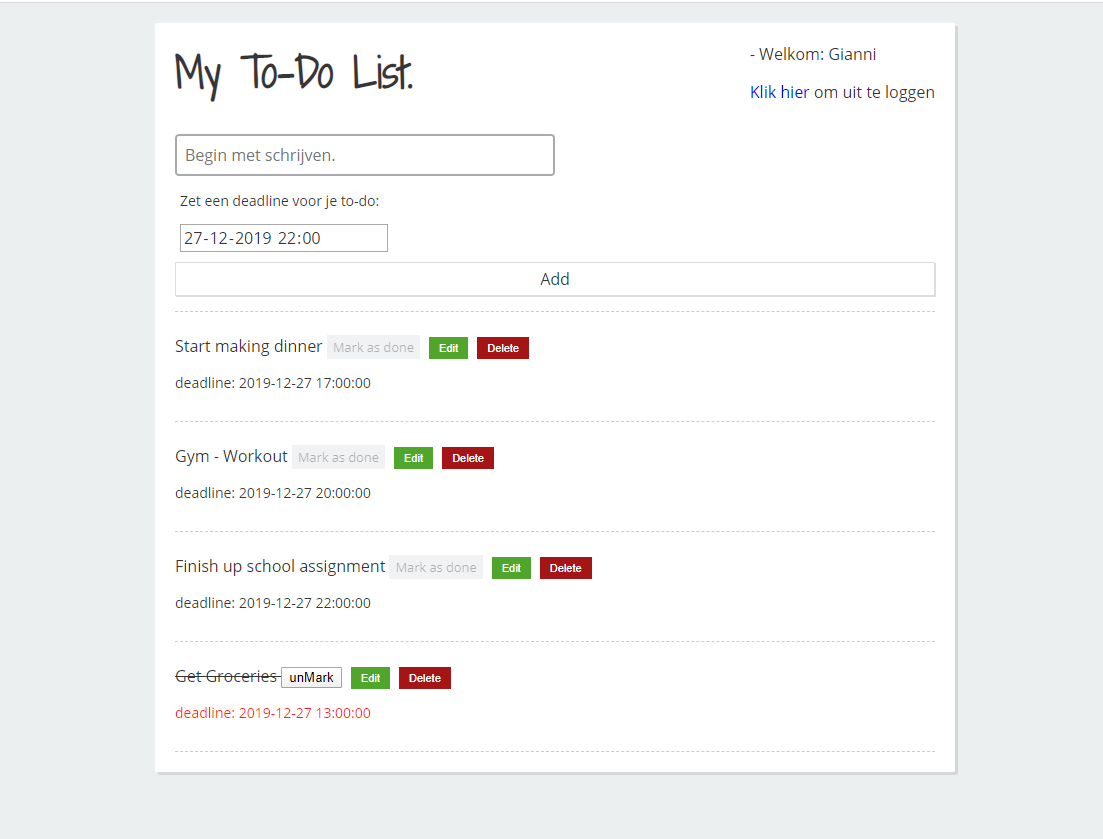 My To-Do List.
- Welkom: Gianni
Klik hier om uit te loggen
Begin met schrijven.
Zet een deadline voor je to-do:
27-12-2019 22:00
Add
Start making dinner Mark as done Edit Delete
deadline: 2019-12-27 17:00:00
Gym - Workout Mark as done Edit Delete
deadline: 2019-12-27 20:00:00
Finish up school assignment Mark as done Edit Delete
deadline: 2019-12-27 22:00:00
Get Groceries unMark Edit Delete
deadline: 2019-12-27 13:00:00